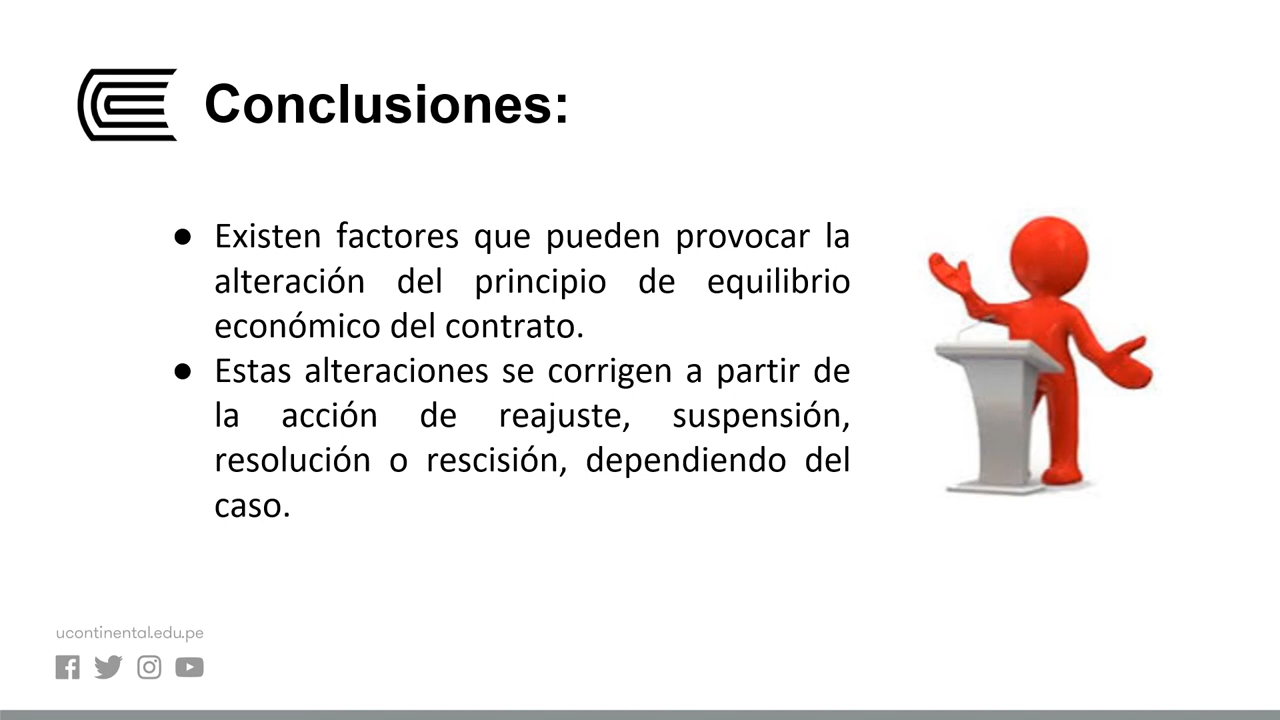 Conclusiones:
● Existen factores que pueden provocar la
alteración del principio de equilibrio
económico del contrato.
● Estas alteraciones se corrigen a partir de
la acción de reajuste, suspensión,
resolución o rescisión, dependiendo del
caso.
ucontinental.edu.pe